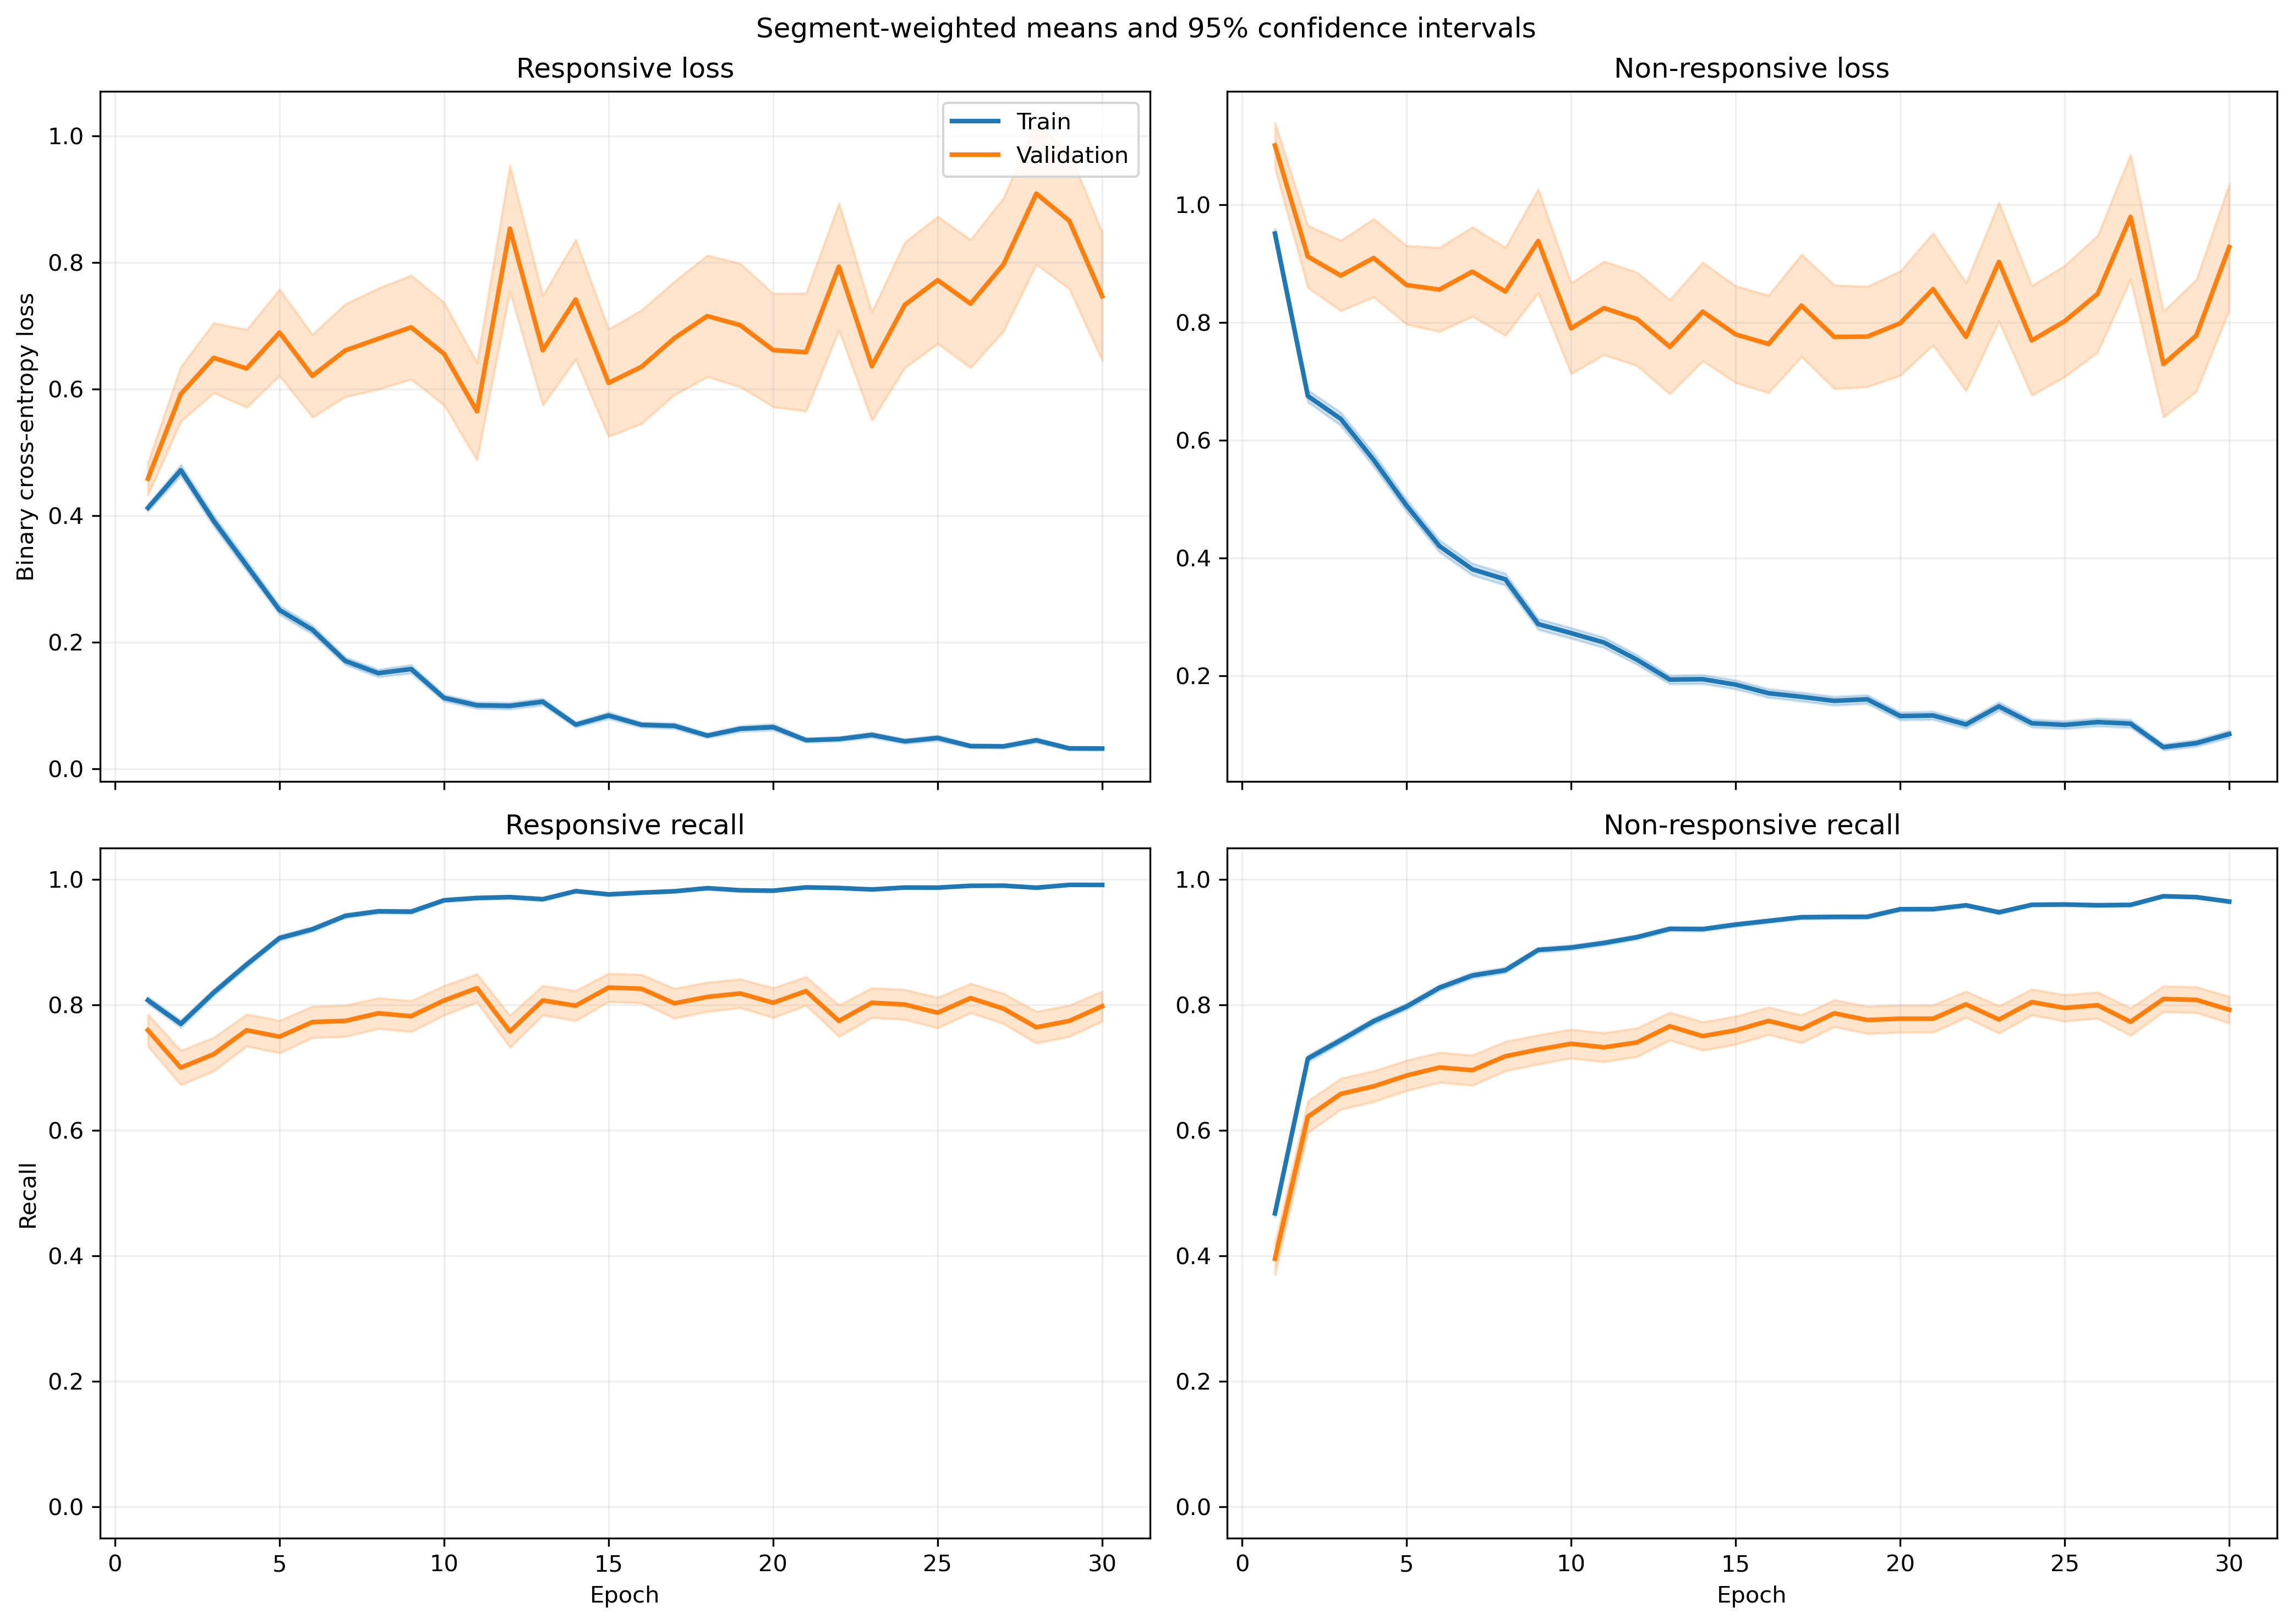 Segment-weighted means and 95% confidence intervals
Responsive loss
Non-responsive loss
Train
Validation
1.0
0.8
0.6
0.4
0.2
0.0
Binary cross-entropy loss
1.0
0.8
0.6
0.4
0.2
Responsive recall
Non-responsive recall
1.0
0.8
0.6
0.4
0.2
0.0
Recall
0 5 10 15 20 25 30
Epoch
1.0
0.8
0.6
0.4
0.2
0.0
0 5 10 15 20 25 30
Epoch